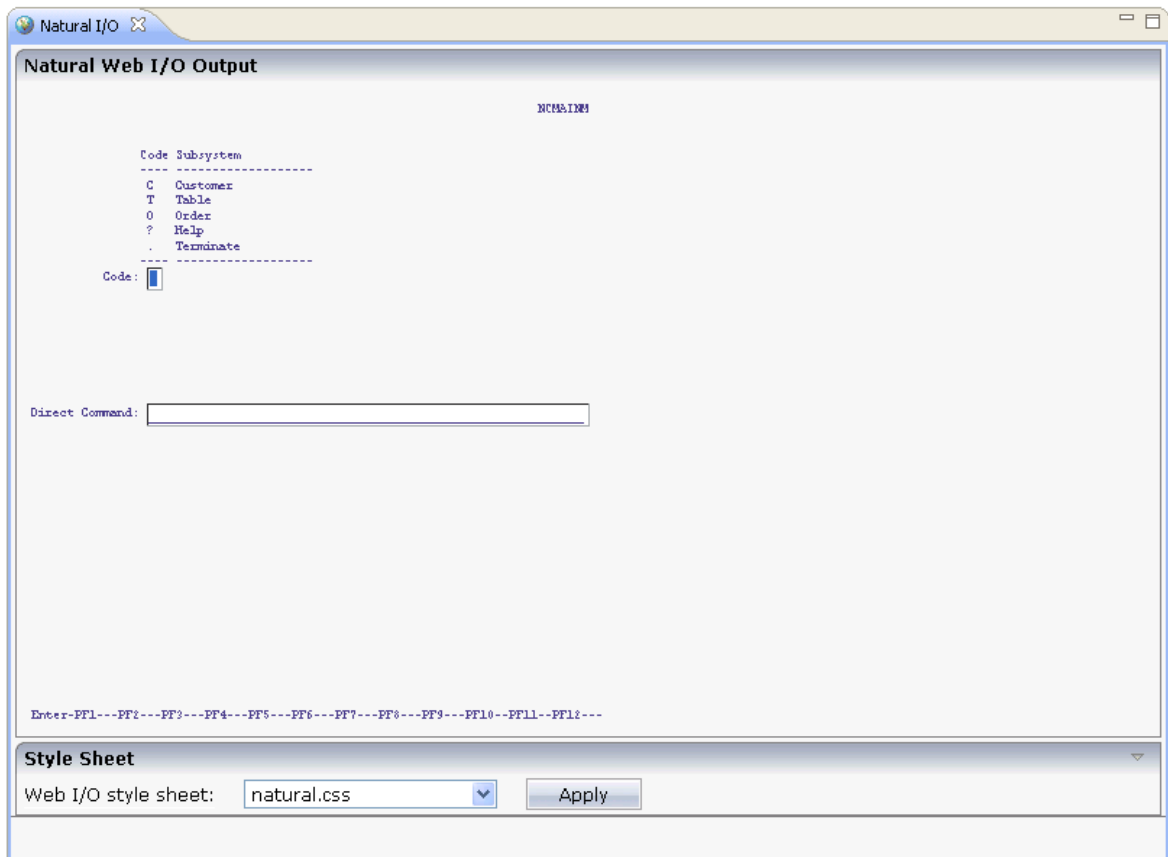 Natural I/O
Natural Web I/O Output
NCMAINM
Code Subsystem
---- -------------------
C Customer
T Table
O Order
? Help
. Terminate
---- -------------------
Code:
Direct Command:
Enter-PF1---PF2---PF3---PF4---PF5---PF6---PF7---PF8---PF9---PF10--PF11--PF12---
Style Sheet
Web I/O style sheet: natural.css Apply